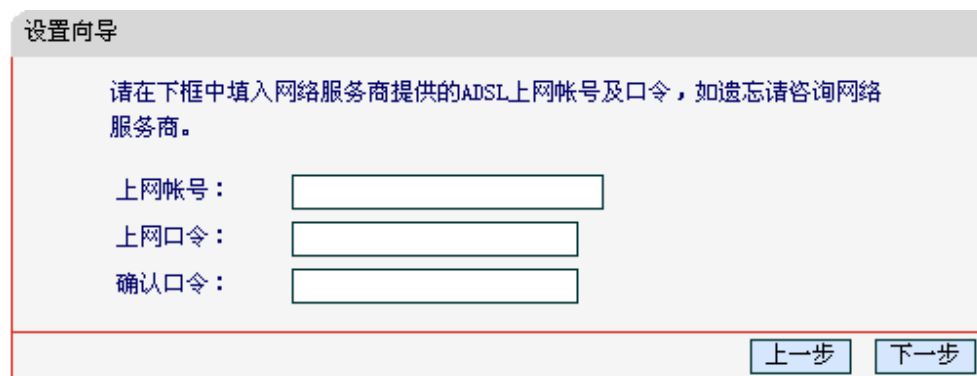 设置向导
请在下框中填入网络服务商提供的ADSL上网帐号及口令，如遗忘请咨询网络
服务商。
上网帐号：
上网口令：
确认口令：
上一步 下一步